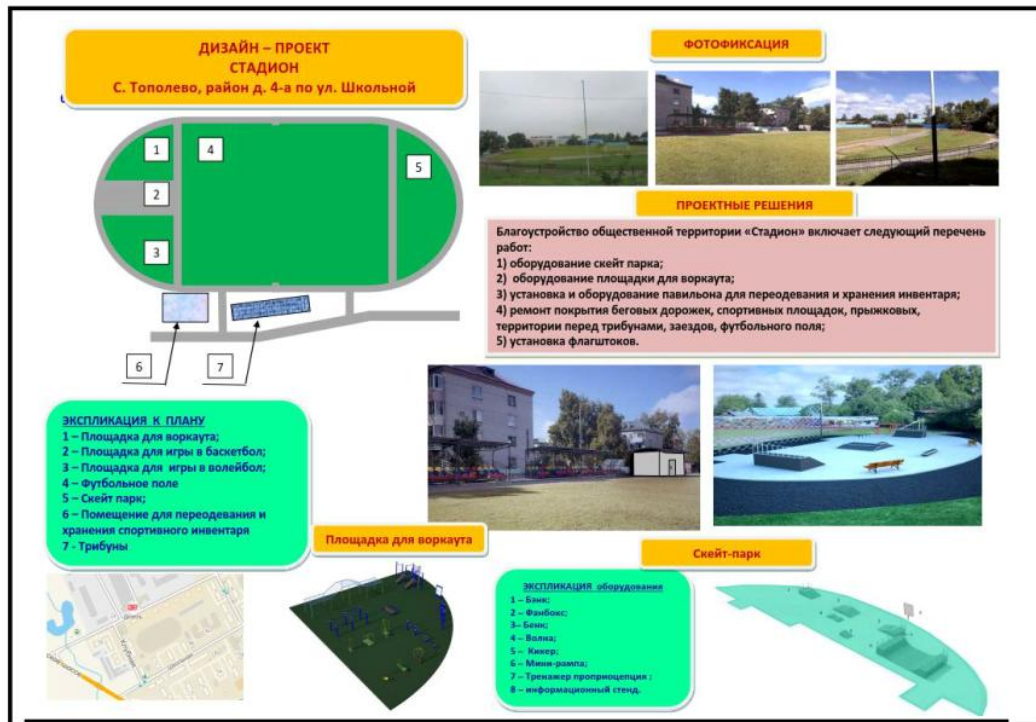 ДИЗАЙН – ПРОЕКТ
СТАДИОН
С. Тополево, район д. 4-а по ул. Школьной
1
2
3
4
5
6
7
ФОТОФИКСАЦИЯ
ПРОЕКТНЫЕ РЕШЕНИЯ
Благоустройство общественной территории «Стадион» включает следующий перечень
работ:
1) оборудование скейт парка;
2) оборудование площадки для воркаута;
3) установка и оборудование павильона для переодевания и хранения инвентаря;
4) ремонт покрытия беговых дорожек, спортивных площадок, прыжковых,
территории перед трибунами, заездов, футбольного поля;
5) установка флагштоков.
ЭКСПЛИКАЦИЯ К ПЛАНУ
1 – Площадка для воркаута;
2 – Площадка для игры в баскетбол;
3 – Площадка для игры в волейбол;
4 – Футбольное поле
5 – Скейт парк;
6 – Помещение для переодевания и
хранения спортивного инвентаря
7 - Трибуны
Площадка для воркаута
Скейт-парк
ЭКСПЛИКАЦИЯ оборудования
1 – Бэнк;
2 – Фанбокс;
3– Бенк;
4 – Волна;
5 – Кикер;
6 – Мини-рампа;
7 – Тренажер проприоцепция ;
8 – информационный стенд.